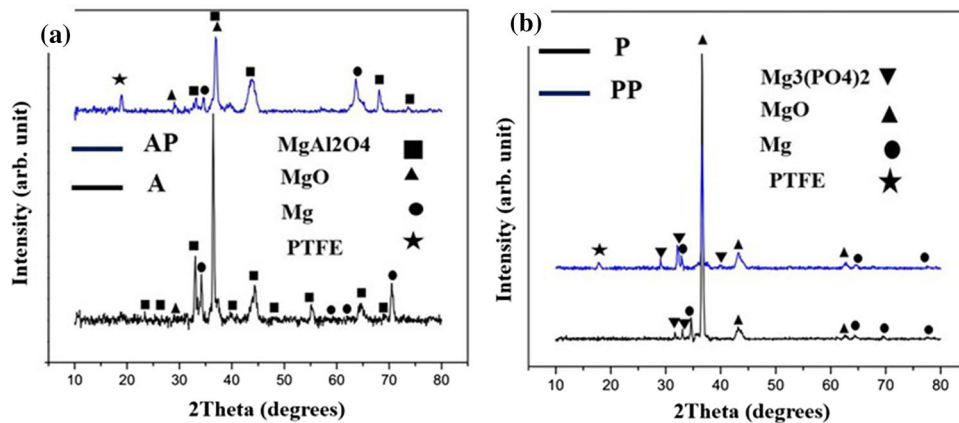 (a)
AP
A
MgAl2O4
MgO
Mg
PTFE
Intensity (arb. unit)
10 20 30 40 50 60 70 80
2Theta (degrees)
(b)
P
PP
Mg3(PO4)2
MgO
Mg
PTFE
Intensity (arb. unit)
10 20 30 40 50 60 70 80
2Theta (degrees)